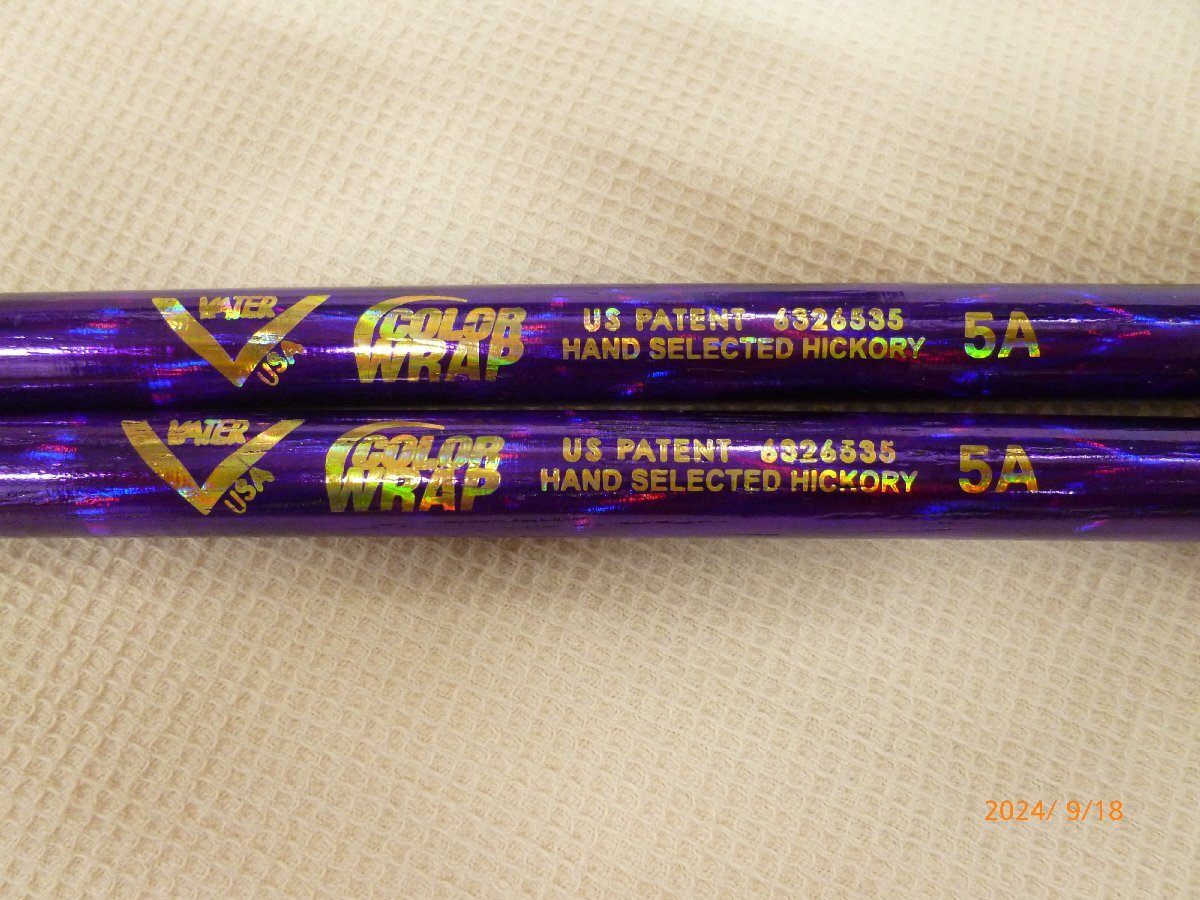 VATER
USA
COLOR
WRAP
US PATENT 6326535
HAND SELECTED HICKORY
5A
VATER
USA
COLOR
WRAP
US PATENT 6326535
HAND SELECTED HICKORY
5A
2024/ 9/18